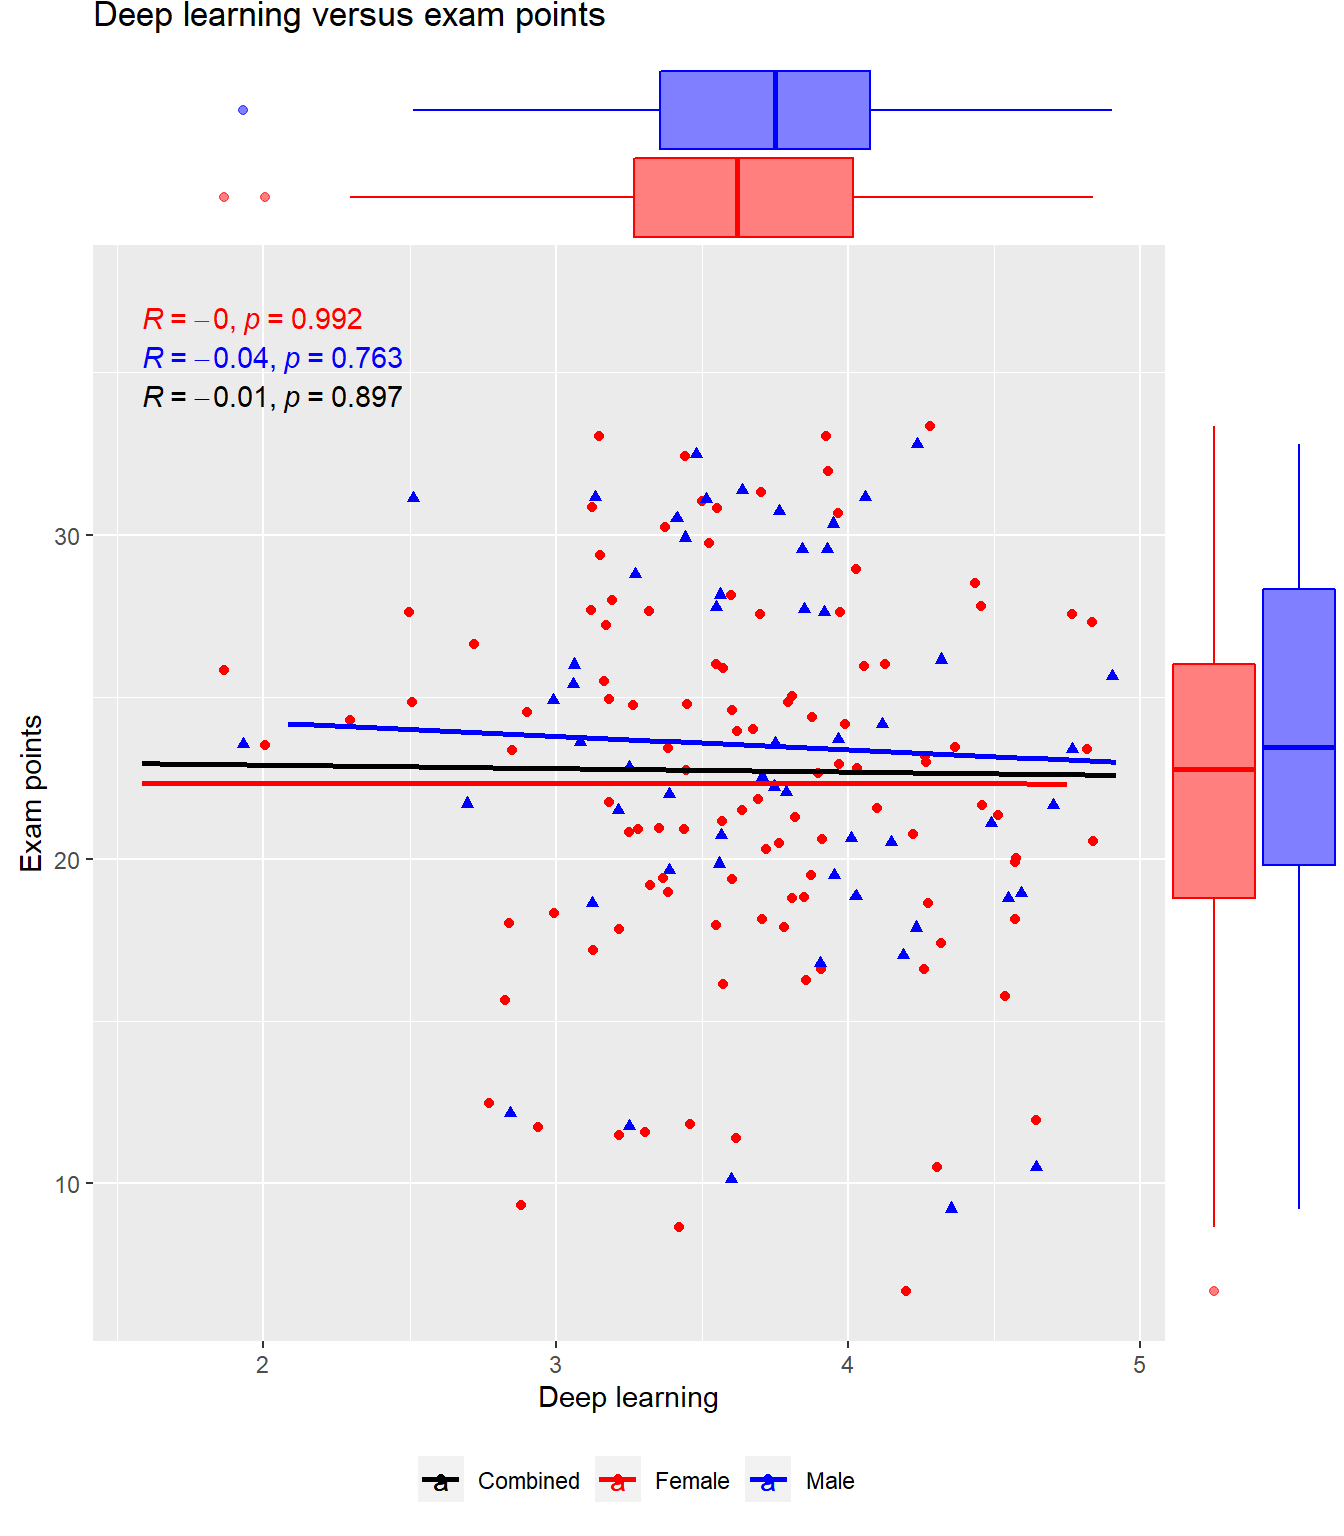 Deep learning versus exam points
R = −0, p = 0.992
R = −0.04, p = 0.763
R = −0.01, p = 0.897
30
20
10
Exam points
2 3 4 5
Deep learning
a Combined a Female a Male